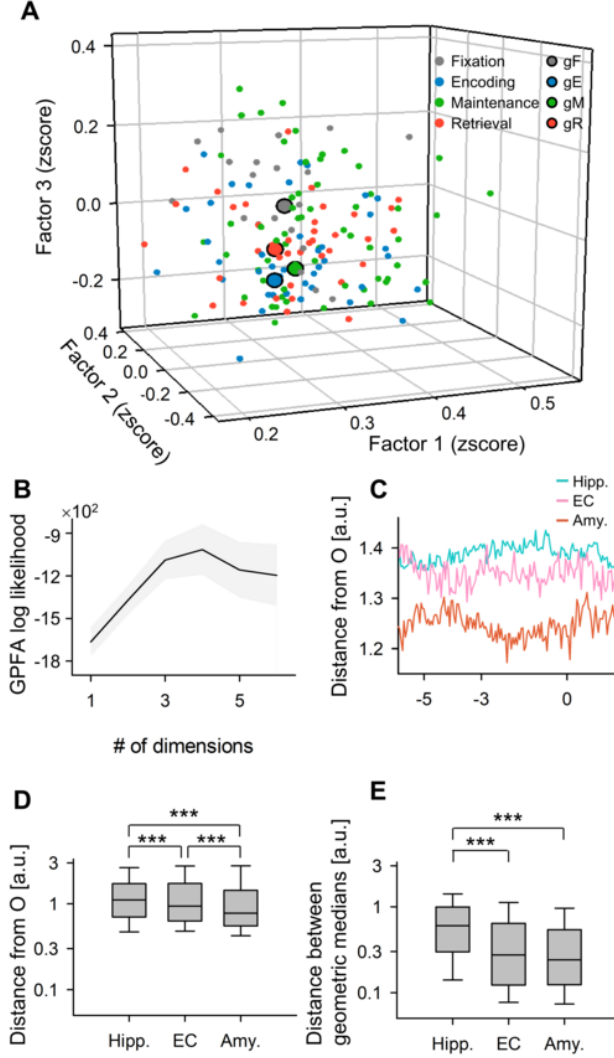 A
Fixation gF
Encoding gE
Maintenance gM
Retrieval gR
Factor 3 (zscore)
0.4
0.2
0.0
-0.2
Factor 2 (zscore)
0.4
0.2
0.0
-0.2
-0.4
0.2
0.3
0.4
0.5
Factor 1 (zscore)
B
×10²
GPFA log likelihood
-9
-12
-15
-18
1 3 5
# of dimensions
C
Hipp.
EC
Amy.
Distance from O [a.u.]
1.4
1.3
1.2
-5 -3 0
D
***
*** ***
Distance from O [a.u.]
3
1
0.3
0.1
Hipp. EC Amy.
E
***
***
Distance between
geometric medians [a.u.]
3
1
0.3
0.1
Hipp. EC Amy.